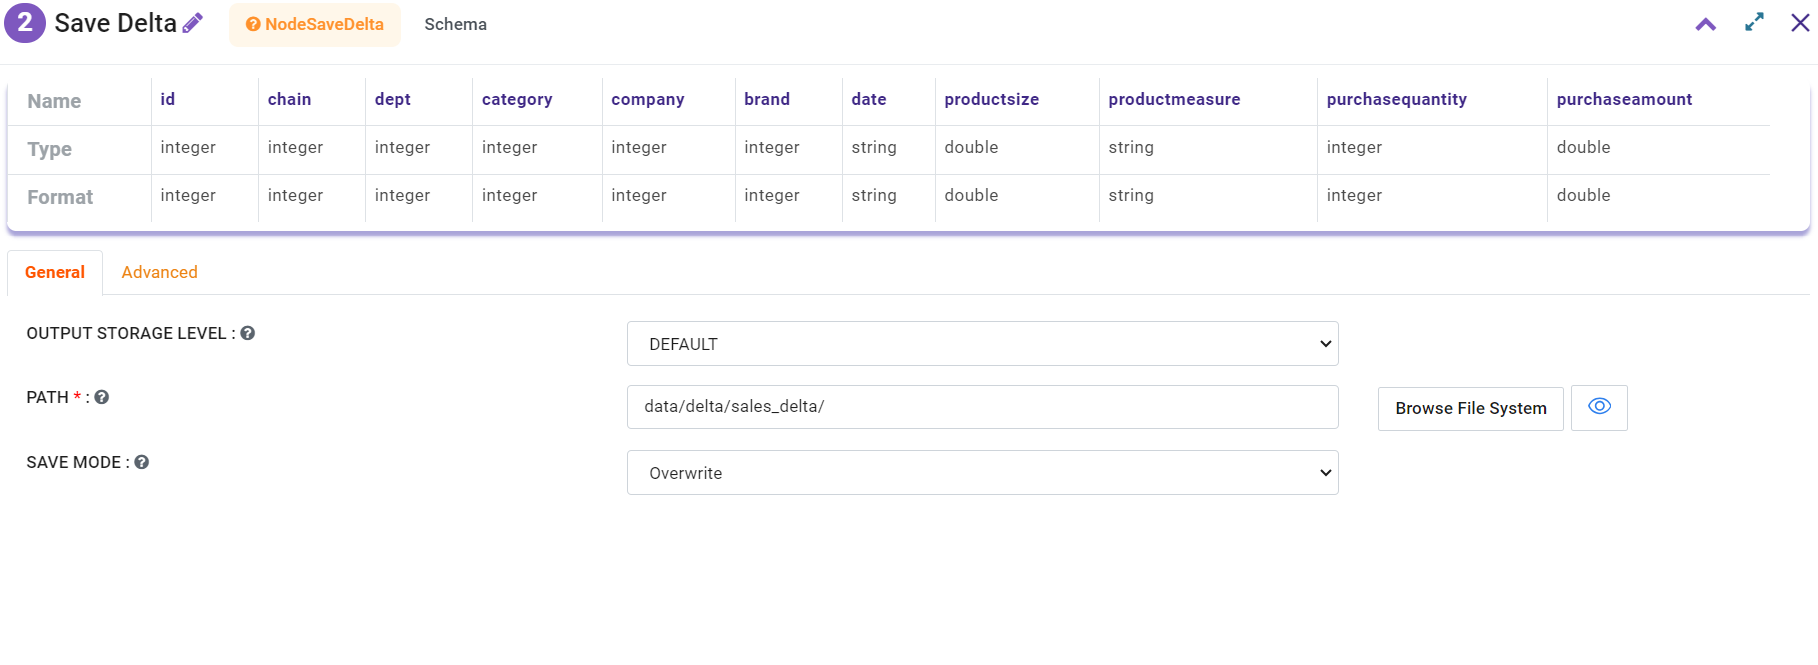 2 Save Delta NodeSaveDelta Schema
Name id chain dept category company brand date productsize productmeasure purchasequantity purchaseamount
Type integer integer integer integer integer integer string double string integer double
Format integer integer integer integer integer integer string double string integer double
General Advanced
OUTPUT STORAGE LEVEL : DEFAULT
PATH * : data/delta/sales_delta/ Browse File System
SAVE MODE : Overwrite